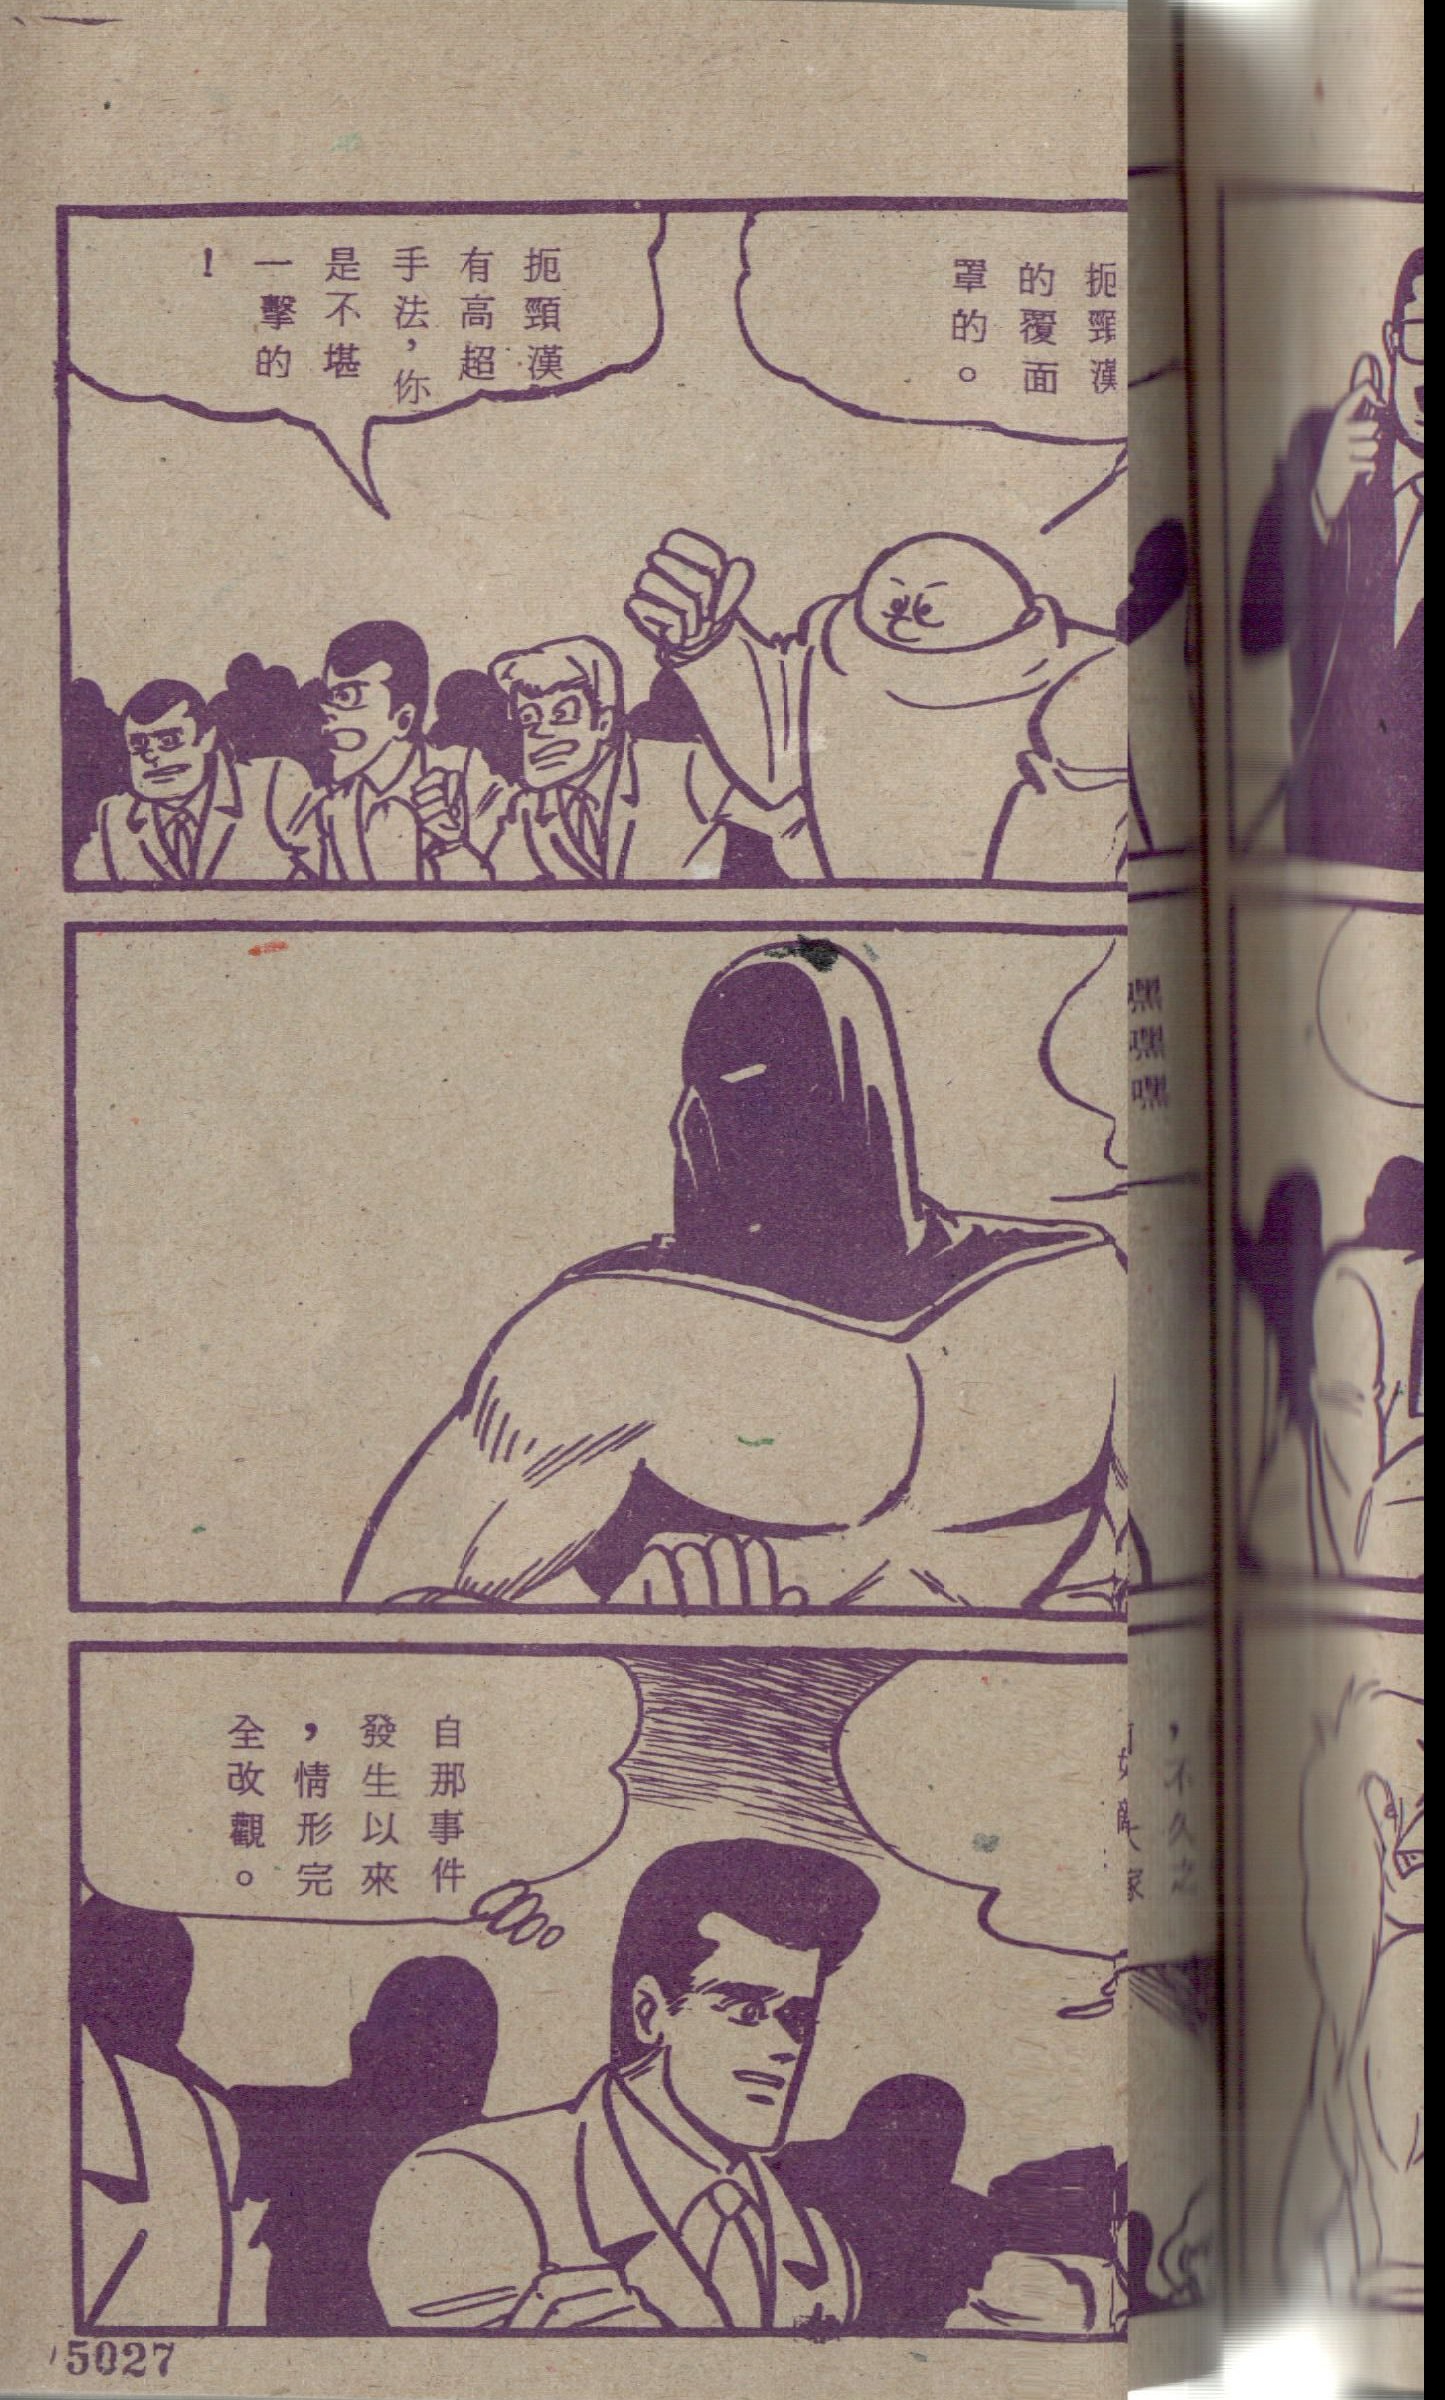 扼頸漢
的覆面
罩的。
扼頸漢
有高超
手法，你
是不堪
一擊的
！
嘿嘿嘿
，不久
自那事件
發生以來
，情形完
全改觀。
5027